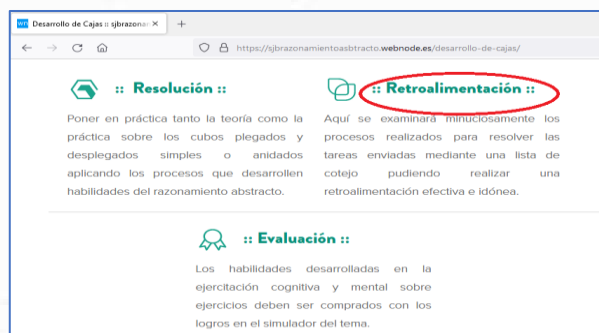 Desarrollo de Cajas :: sjbrazonar
https://sjbrazonamientoasbtracto.webnode.es/desarrollo-de-cajas/
:: Resolución ::
Poner en práctica tanto la teoría como la
práctica sobre los cubos plegados y
desplegados simples o anidados
aplicando los procesos que desarrollen
habilidades del razonamiento abstracto.
:: Retroalimentación ::
Aquí se examinará minuciosamente los
procesos realizados para resolver las
tareas enviadas mediante una lista de
cotejo pudiendo realizar una
retroalimentación efectiva e idónea.
:: Evaluación ::
Los habilidades desarrolladas en la
ejercitación cognitiva y mental sobre
ejercicios deben ser comprados con los
logros en el simulador del tema.